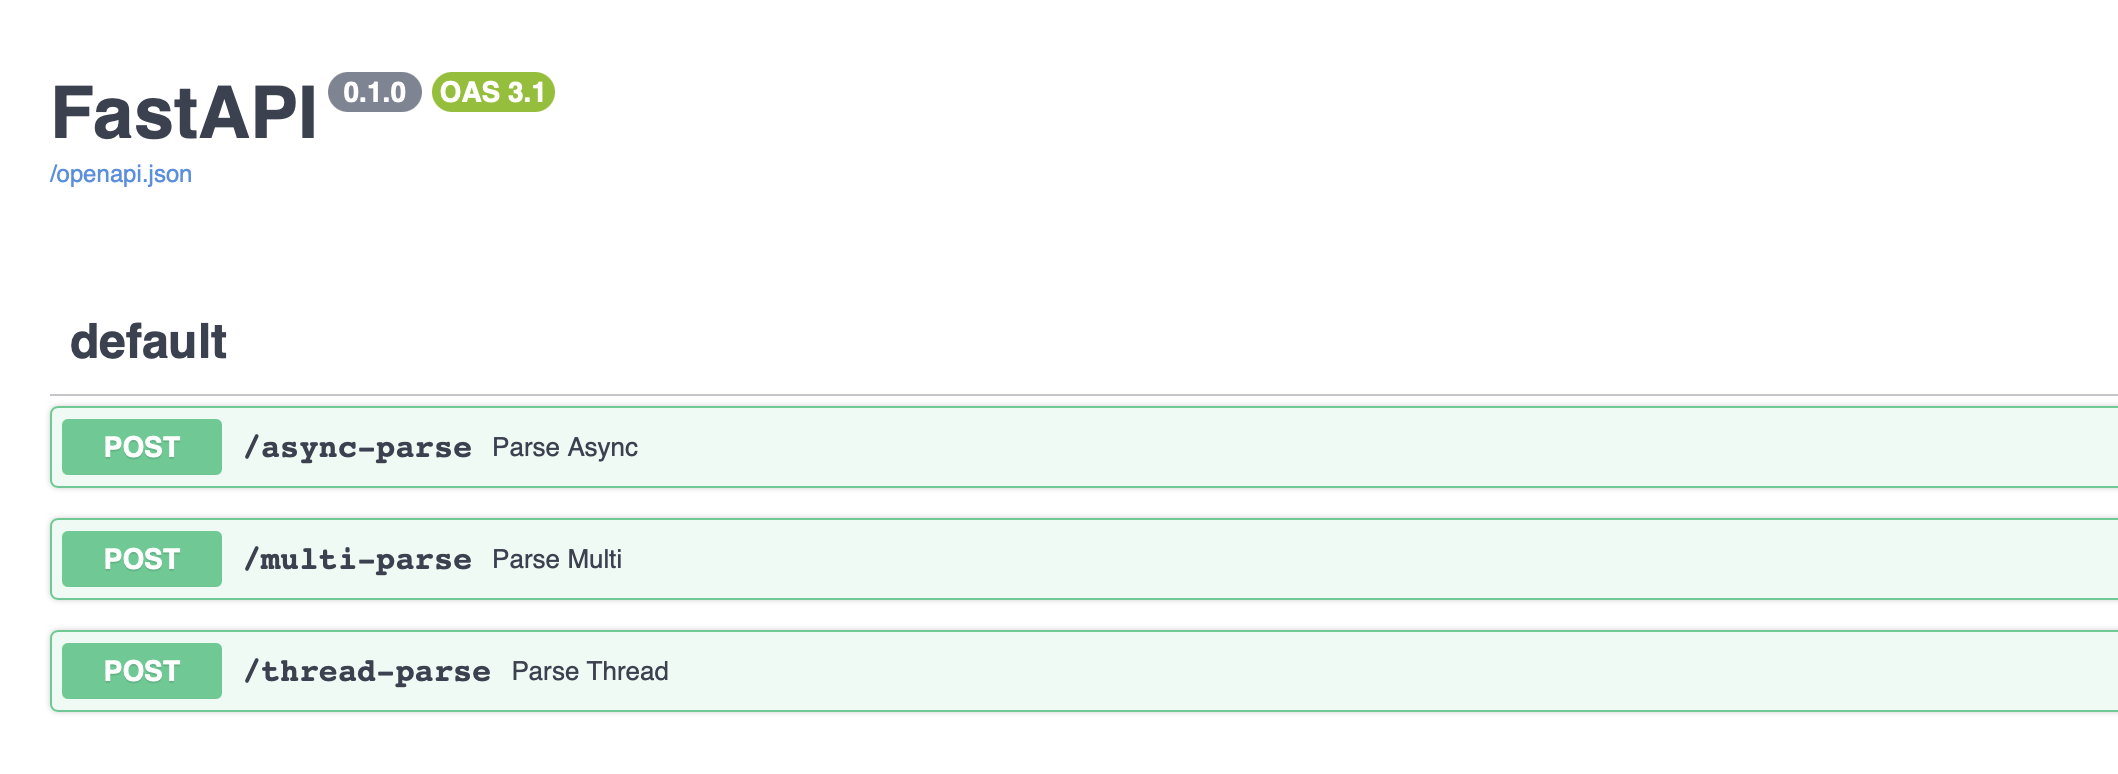 FastAPI 0.1.0 OAS 3.1
/openapi.json
default
POST /async-parse Parse Async
POST /multi-parse Parse Multi
POST /thread-parse Parse Thread